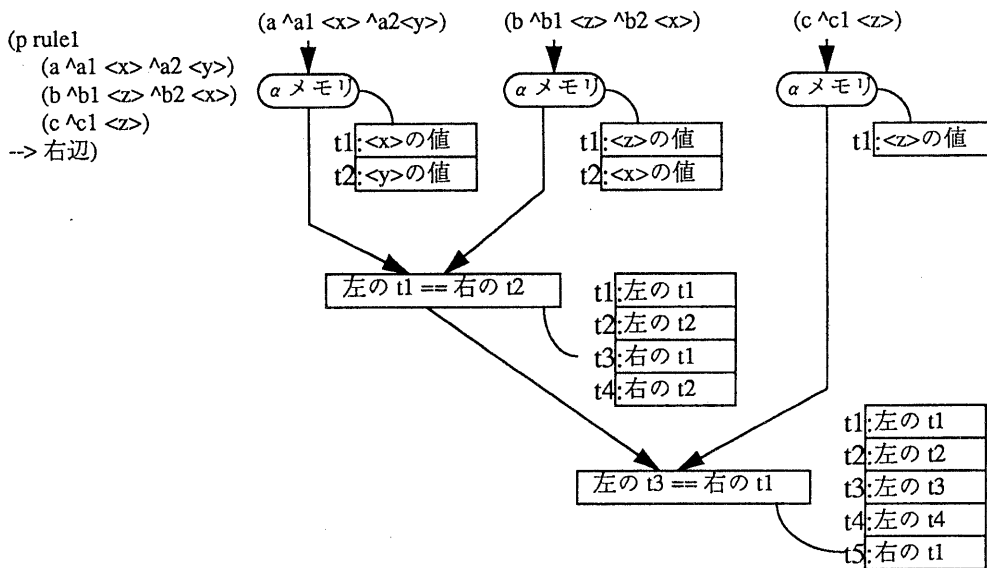 (p rule1
(a ^a1 <x> ^a2 <y>)
(b ^b1 <z> ^b2 <x>)
(c ^c1 <z>)
--> 右辺)
(a ^a1 <x> ^a2<y>)
(b ^b1 <z> ^b2 <x>)
(c ^c1 <z>)
α メモリ
α メモリ
α メモリ
t1:<x>の値
t2:<y>の値
t1:<z>の値
t2:<x>の値
t1:<z>の値
左の t1 == 右の t2
t1:左の t1
t2:左の t2
t3:右の t1
t4:右の t2
左の t3 == 右の t1
t1:左の t1
t2:左の t2
t3:左の t3
t4:左の t4
t5:右の t1